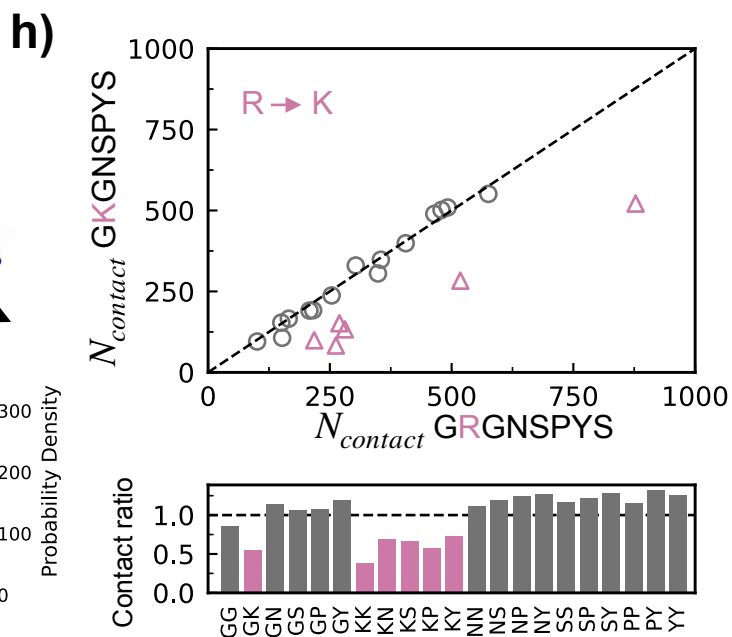 h)
R → K
1000
750
500
250
0
N_contact GKGNSPYS
0 250 500 750 1000
N_contact GRGNSPYS
300
200
100
0
Probability Density
Contact ratio
1.0
0.5
0.0
GG GK GN GS GP GY KK KN KS KP KY NN NS NP NY SS SP SY PP PY YY